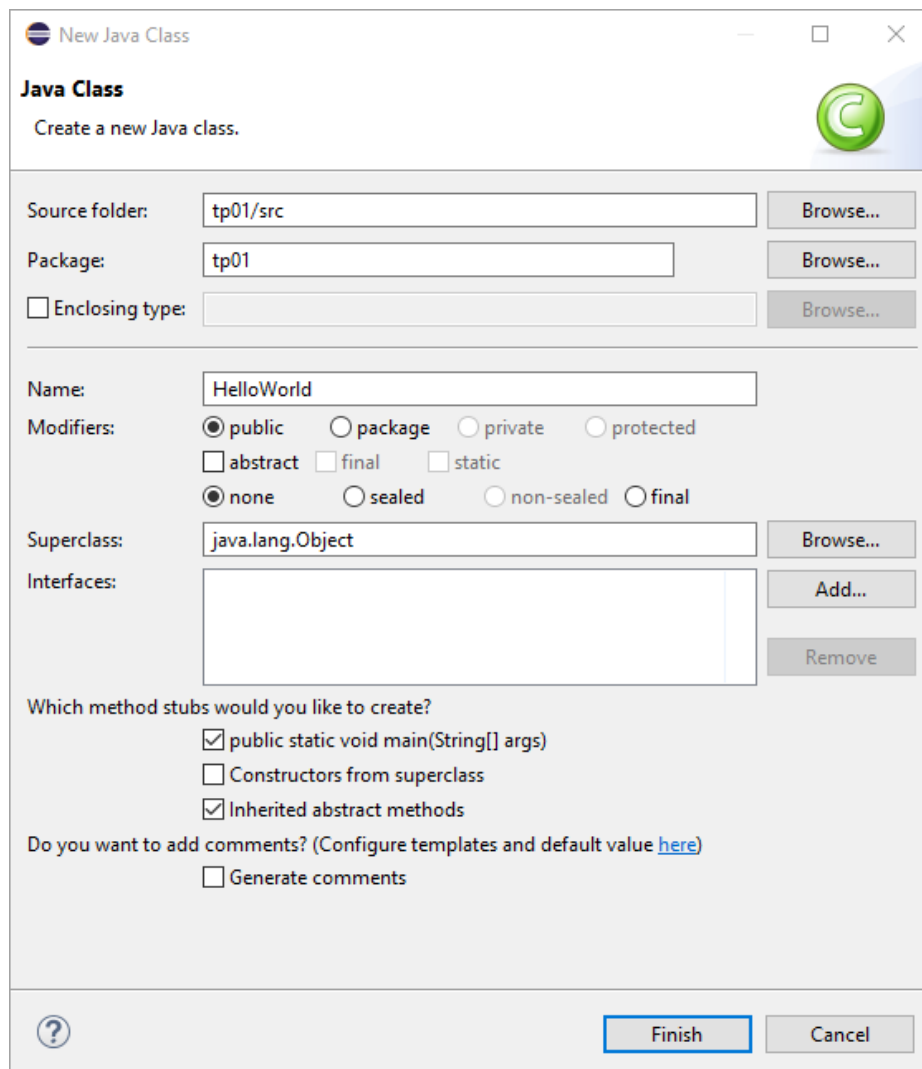 New Java Class
Java Class
Create a new Java class.
C
Source folder: tp01/src Browse...
Package: tp01 Browse...
Enclosing type: Browse...
Name: HelloWorld
Modifiers: public package private protected
abstract final static
none sealed non-sealed final
Superclass: java.lang.Object Browse...
Interfaces: Add...
Remove
Which method stubs would you like to create?
public static void main(String[] args)
Constructors from superclass
Inherited abstract methods
Do you want to add comments? (Configure templates and default value here)
Generate comments
? Finish Cancel